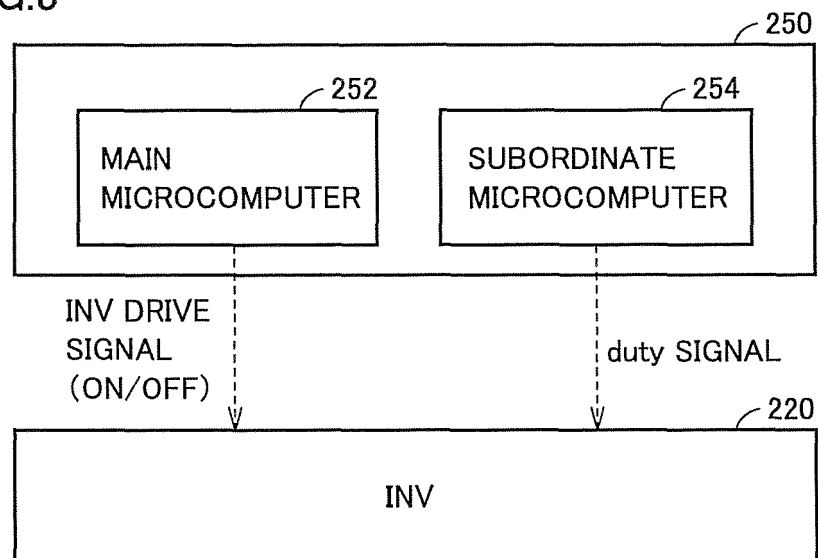 250
252
254
MAIN
MICROCOMPUTER
SUBORDINATE
MICROCOMPUTER
INV DRIVE
SIGNAL
(ON/OFF)
duty SIGNAL
220
INV